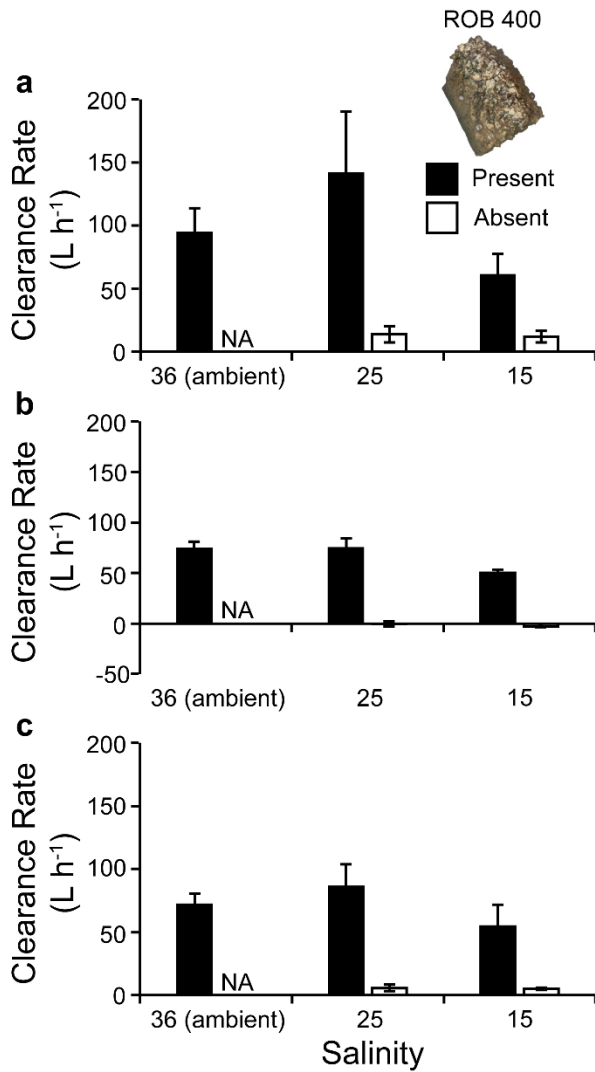 ROB 400
a
Present
Absent
Clearance Rate
(L h⁻¹)
200
150
100
50
0
NA
36 (ambient) 25 15
b
Clearance Rate
(L h⁻¹)
200
150
100
50
0
-50
NA
36 (ambient) 25 15
c
Clearance Rate
(L h⁻¹)
200
150
100
50
0
NA
36 (ambient) 25 15
Salinity